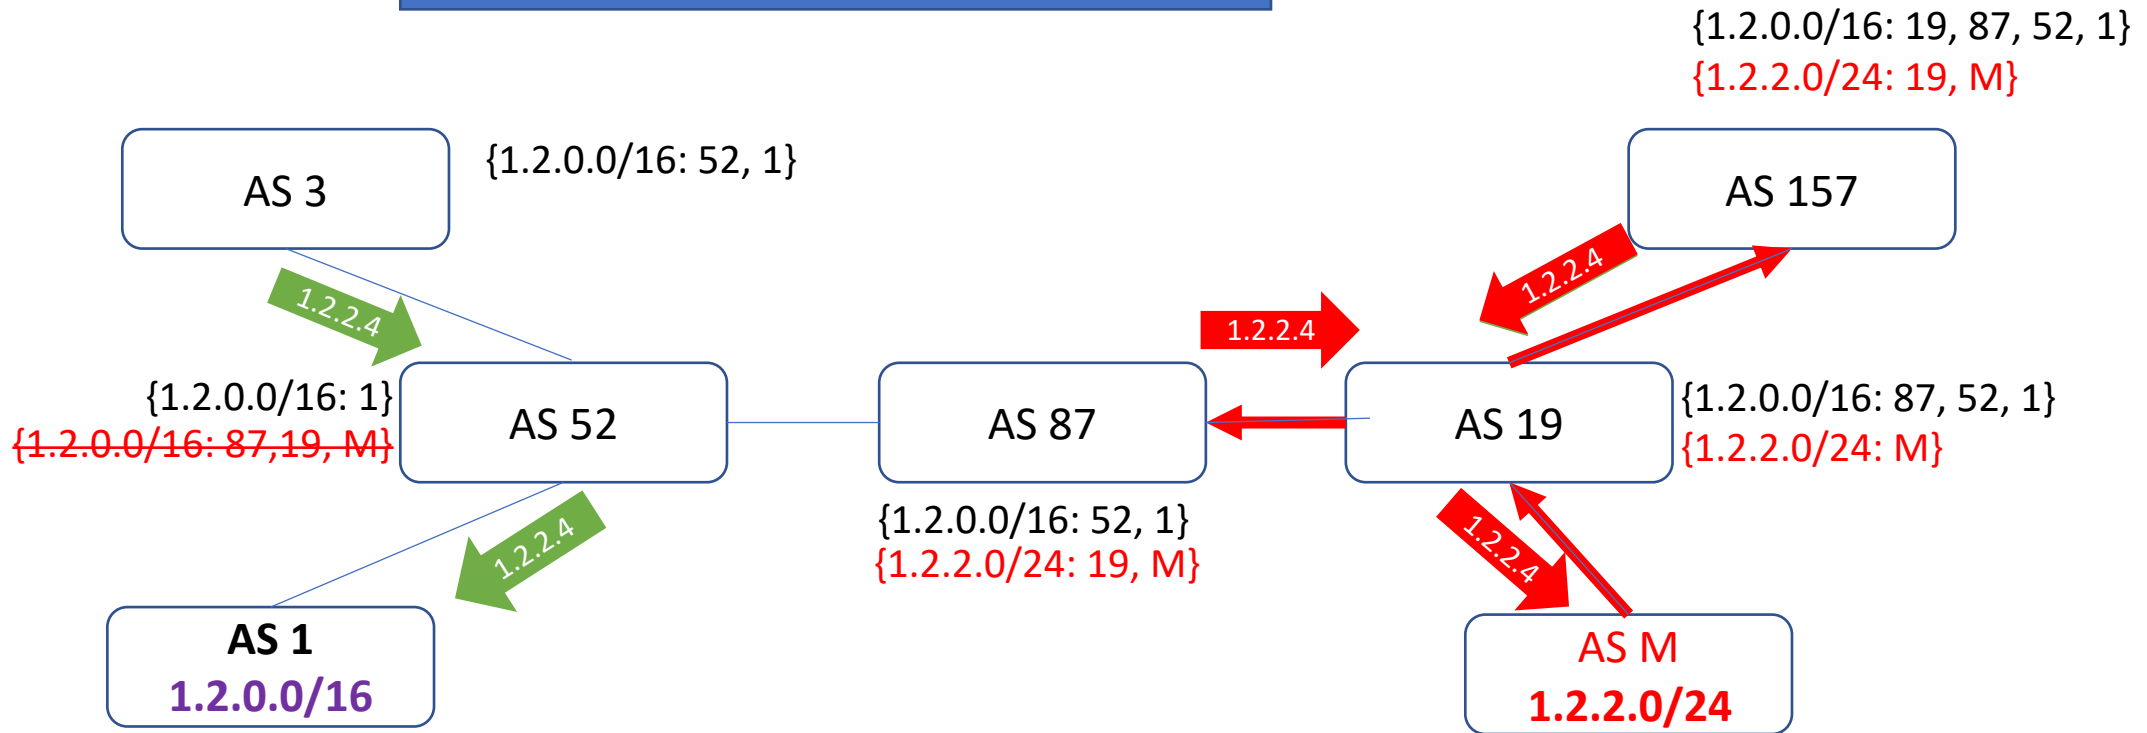 {1.2.0.0/16: 19, 87, 52, 1}
{1.2.2.0/24: 19, M}
AS 3
{1.2.0.0/16: 52, 1}
AS 157
1.2.2.4
1.2.2.4
1.2.2.4
{1.2.0.0/16: 1}
{1.2.0.0/16: 87,19, M}
AS 52
AS 87
AS 19
{1.2.0.0/16: 87, 52, 1}
{1.2.2.0/24: M}
1.2.2.4
{1.2.0.0/16: 52, 1}
{1.2.2.0/24: 19, M}
1.2.2.4
AS 1
1.2.0.0/16
AS M
1.2.2.0/24